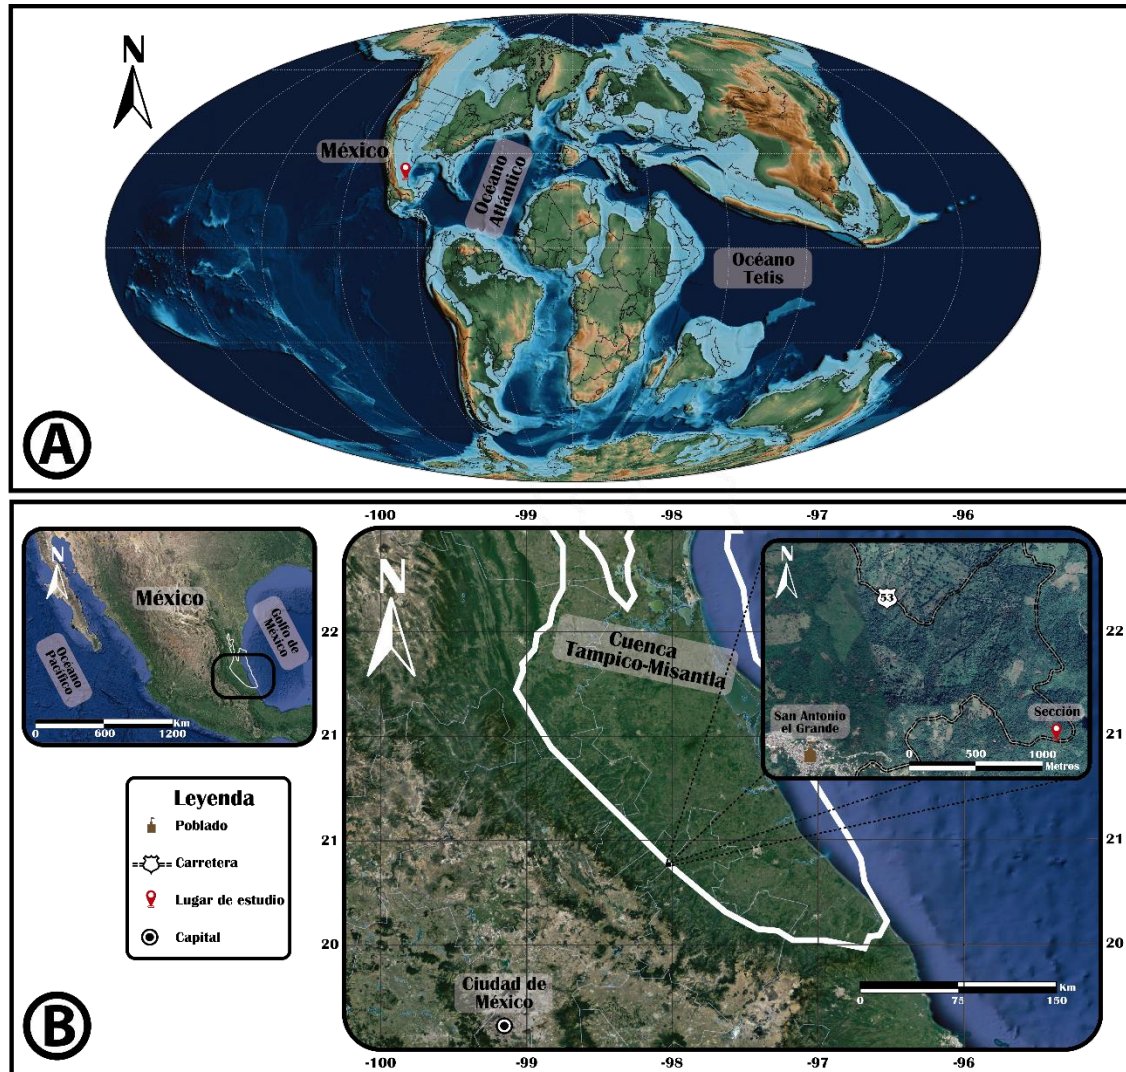 N
México
Océano
Atlántico
Océano
Tetis
A
-100
-99
-98
-97
-96
N
México
Golfo de
México
Océano
Pacífico
Km
0
600
1200
N
Cuenca
Tampico-Misantla
N
53
San Antonio
el Grande
Sección
0
500
1000
Metros
22
22
21
21
21
21
20
20
Leyenda
Poblado
Carretera
Lugar de estudio
Capital
Ciudad de
México
Km
0
75
150
B
-100
-99
-98
-97
-96